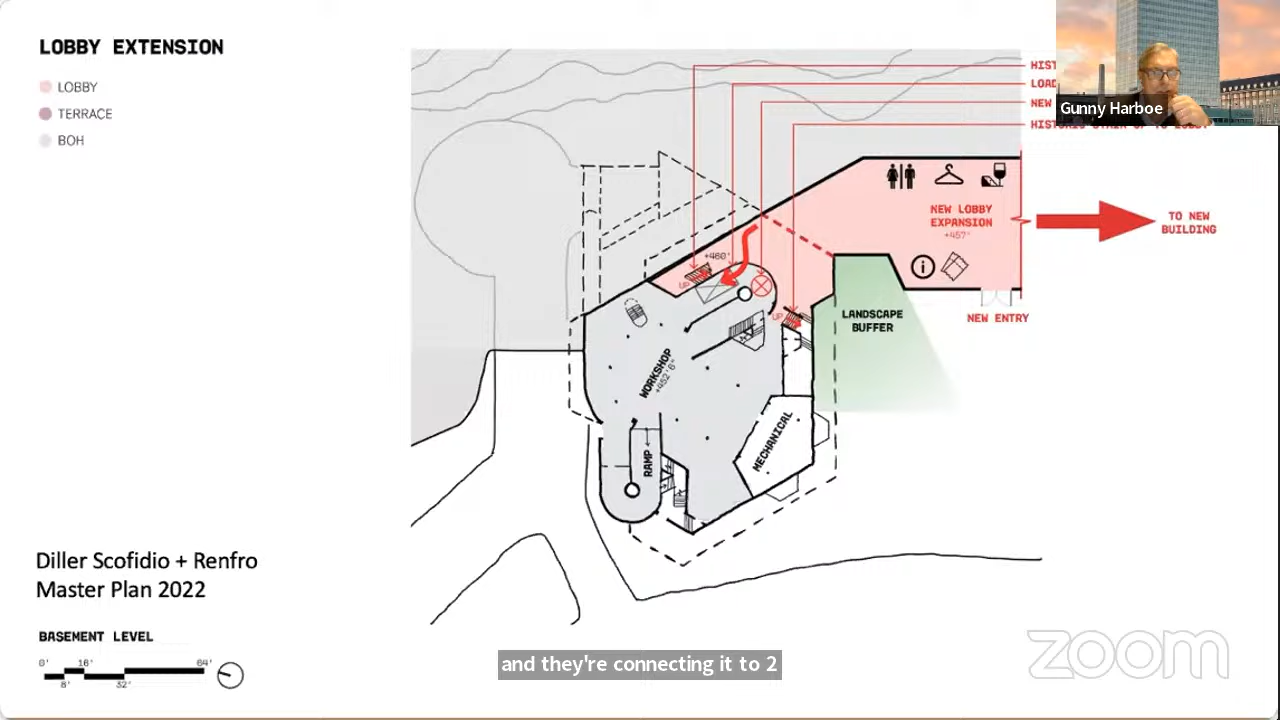 LOBBY EXTENSION
LOBBY
TERRACE
BOH
Gunny Harboe
NEW
NEW LOBBY
EXPANSION
+457'
TO NEW
BUILDING
+460'
UP
UP
LANDSCAPE
BUFFER
NEW ENTRY
WORKSHOP
+452'6"
MECHANICAL
RAMP
Diller Scofidio + Renfro
Master Plan 2022
BASEMENT LEVEL
0' 16' 64'
8' 32'
and they're connecting it to 2
zoom